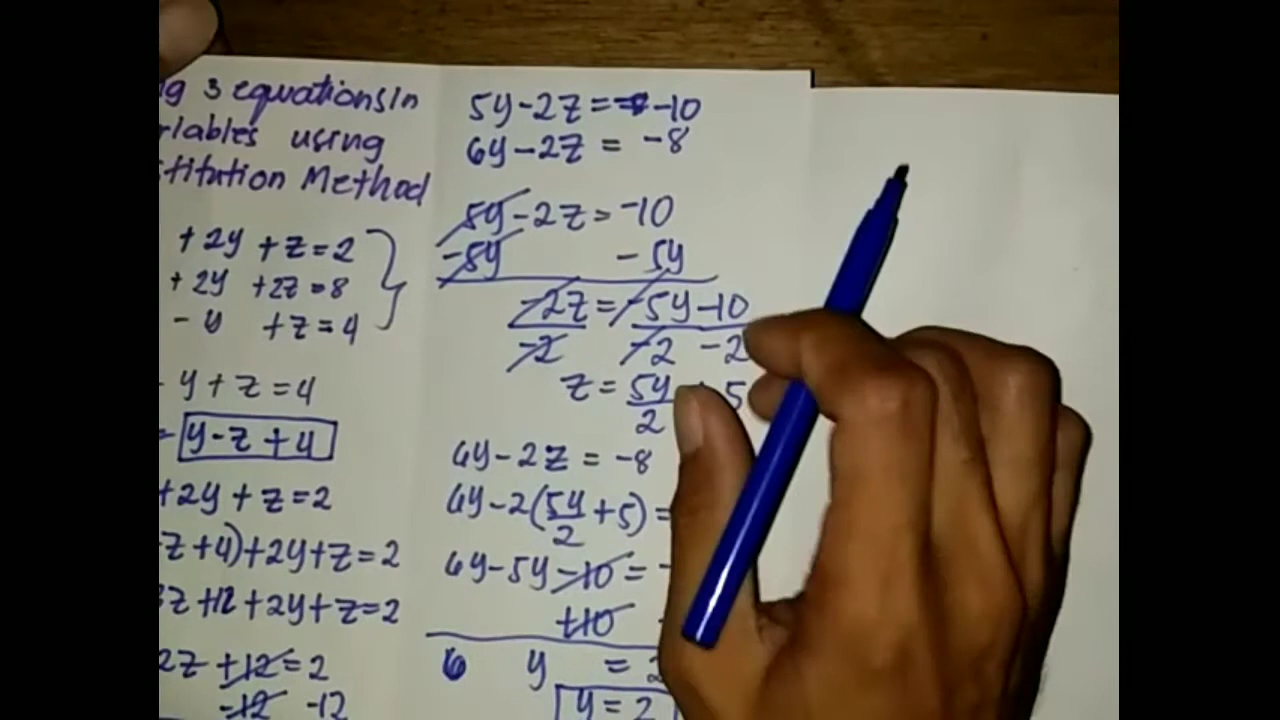 3 equations In
using
Method
+ 2y + z = 2
+ 2y + 2z = 8
- y + z = 4
y + z = 4
y - z + 4
+ 2y + z = 2
z + 4) + 2y + z = 2
z + 12 + 2y + z = 2
2z + 12 = 2
- 12 - 12
5y - 2z = -10
6y - 2z = -8
5y - 2z = -10
-5y - 5y
-2z = -5y - 10
-2 -2 -2
z = 5y + 5
2
6y - 2z = -8
6y - 2(5y + 5) =
2
6y - 5y - 10 = -
+10
y = 2
y = 2